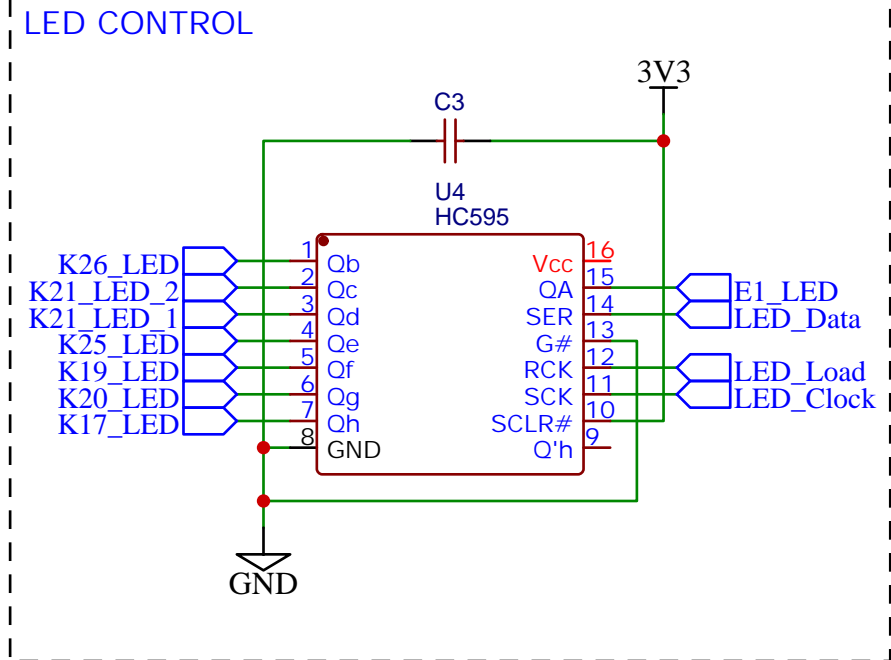 LED CONTROL
3V3
C3
U4
HC595
K26_LED 1 Qb Vcc 16
K21_LED_2 2 Qc QA 15 E1_LED
K21_LED_1 3 Qd SER 14 LED_Data
K25_LED 4 Qe G# 13
K19_LED 5 Qf RCK 12 LED_Load
K20_LED 6 Qg SCK 11 LED_Clock
K17_LED 7 Qh SCLR# 10
8 GND Q'h 9
GND